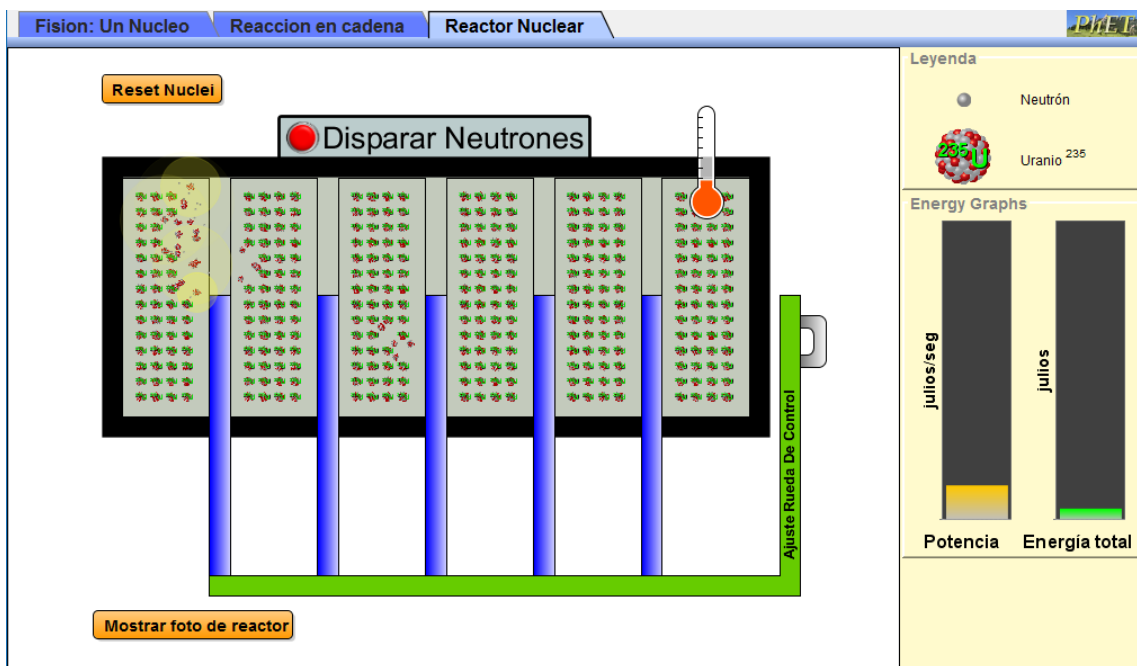 Fision: Un Nucleo
Reaccion en cadena
Reactor Nuclear
PhET
Reset Nuclei
Disparar Neutrones
Ajuste Rueda De Control
Mostrar foto de reactor
Leyenda
Neutrón
235U
Uranio 235
Energy Graphs
julios/seg
julios
Potencia
Energía total